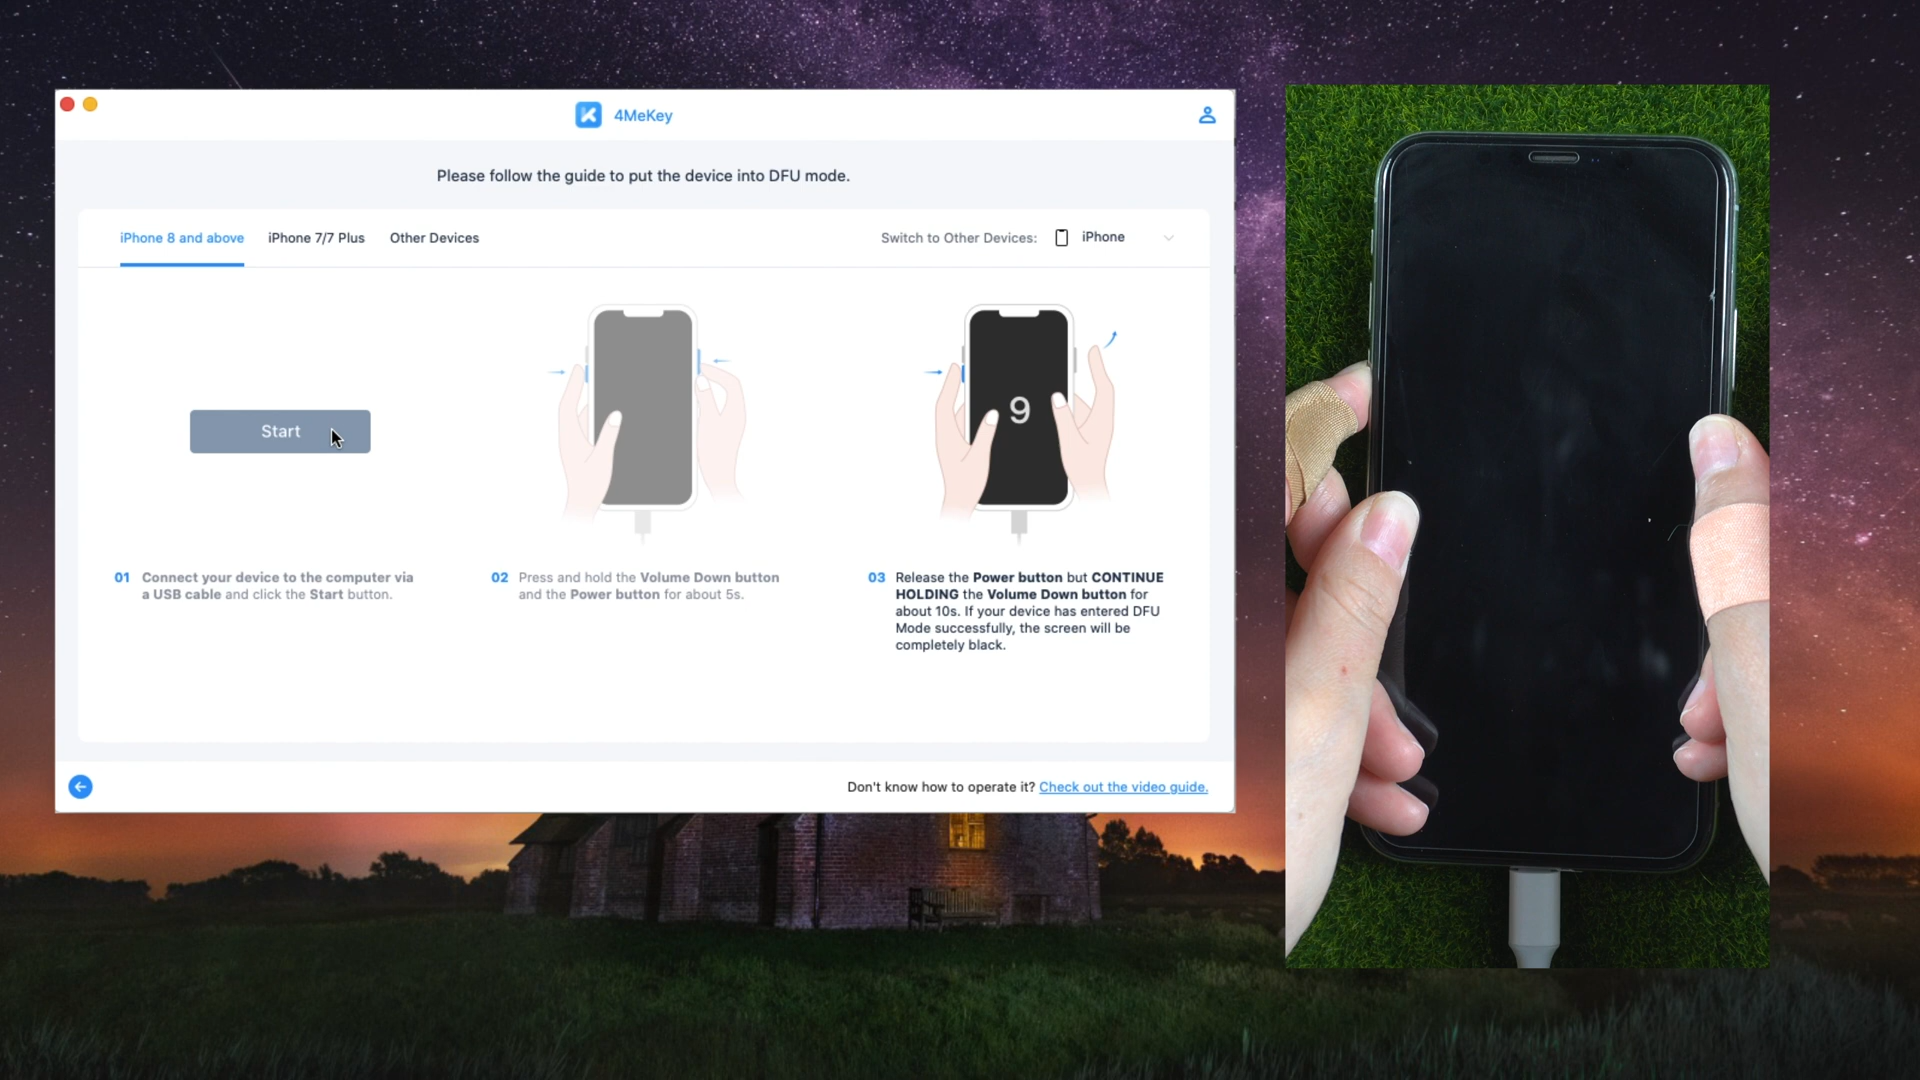 4MeKey
Please follow the guide to put the device into DFU mode.
iPhone 8 and above iPhone 7/7 Plus Other Devices Switch to Other Devices: iPhone
Start
9
01 Connect your device to the computer via
a USB cable and click the Start button.
02 Press and hold the Volume Down button
and the Power button for about 5s.
03 Release the Power button but CONTINUE
HOLDING the Volume Down button for
about 10s. If your device has entered DFU
Mode successfully, the screen will be
completely black.
Don't know how to operate it? Check out the video guide.